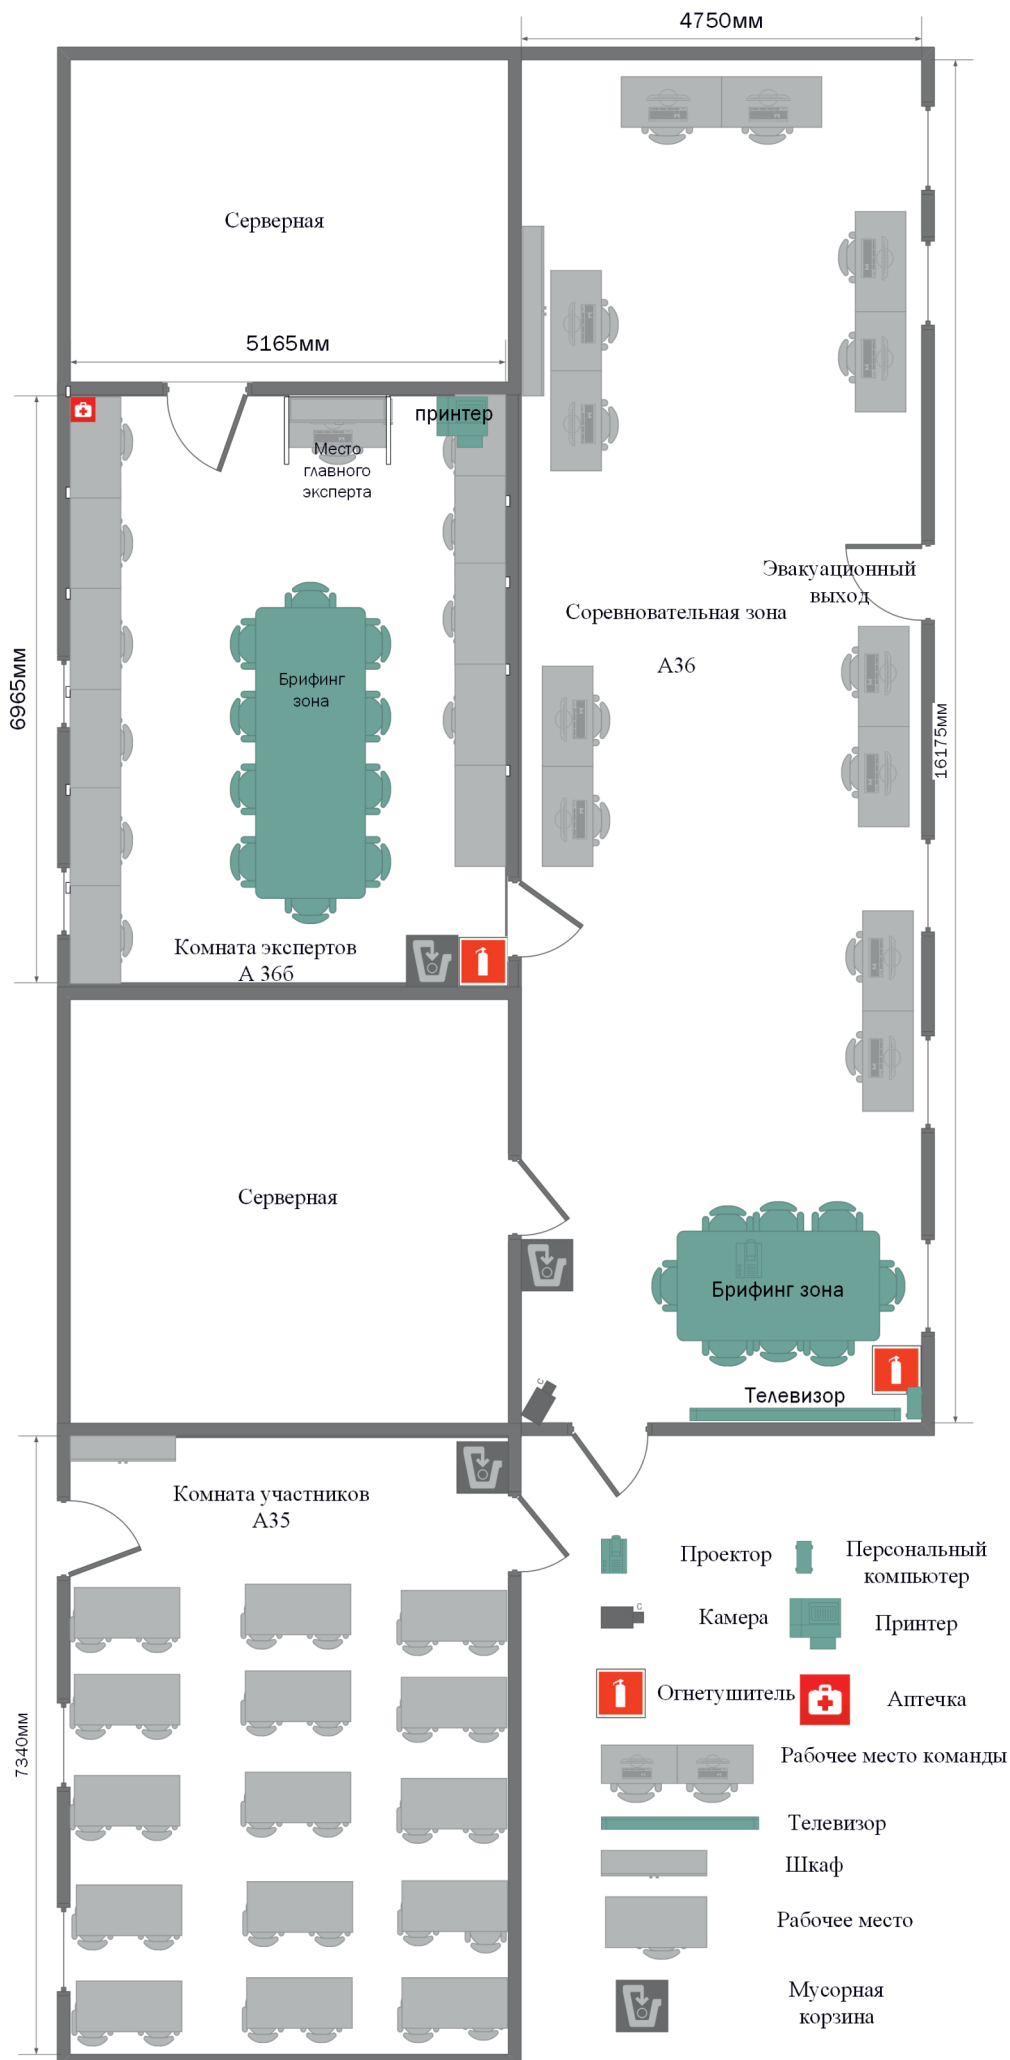 4750мм
Серверная
5165мм
принтер
Место
главного
эксперта
Эвакуационный
выход
Соревновательная зона
А36
6965мм
Брифинг
зона
16175мм
Комната экспертов
А 36б
Серверная
Брифинг зона
С
Телевизор
Комната участников
А35
7340мм
Проектор
Персональный
компьютер
С
Камера
Принтер
Огнетушитель
Аптечка
Рабочее место команды
Телевизор
Шкаф
Рабочее место
Мусорная
корзина